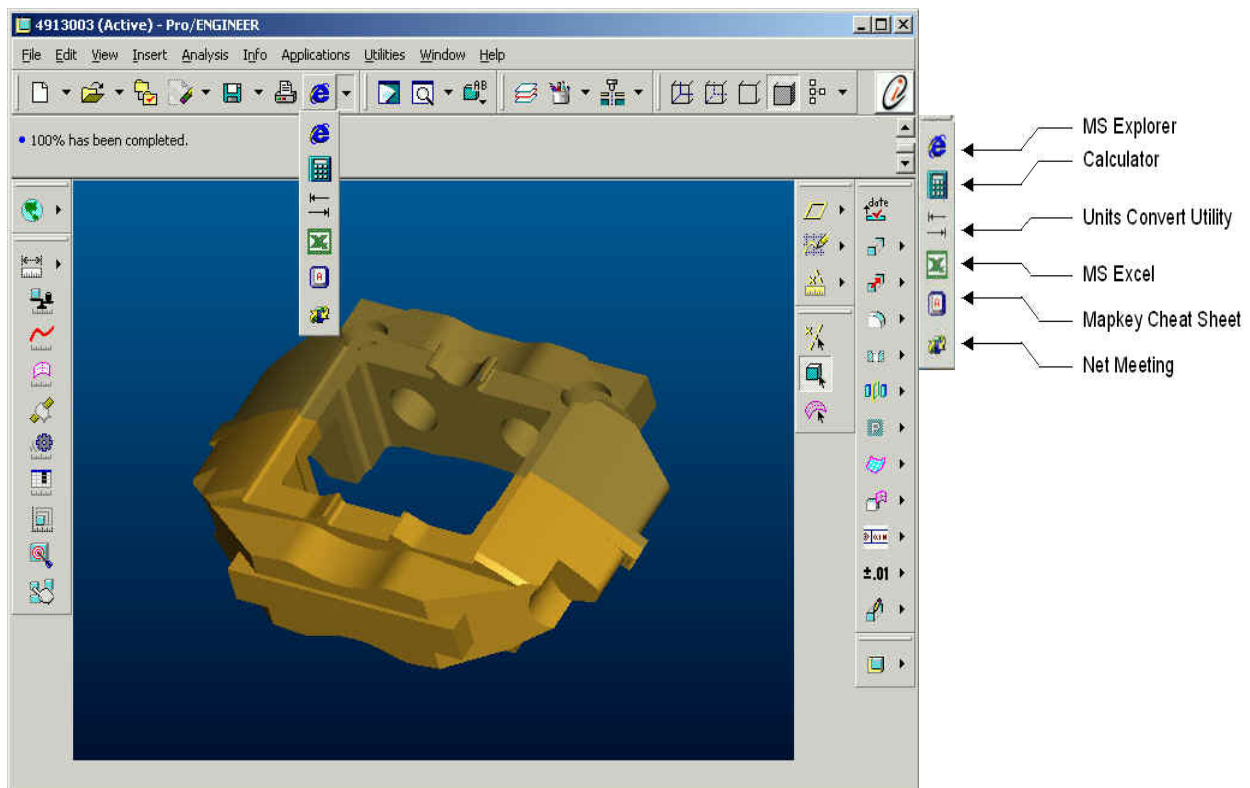 4913003 (Active) - Pro/ENGINEER
File Edit View Insert Analysis Info Applications Utilities Window Help
• 100% has been completed.
MS Explorer
Calculator
Units Convert Utility
MS Excel
Mapkey Cheat Sheet
Net Meeting
date
±.01